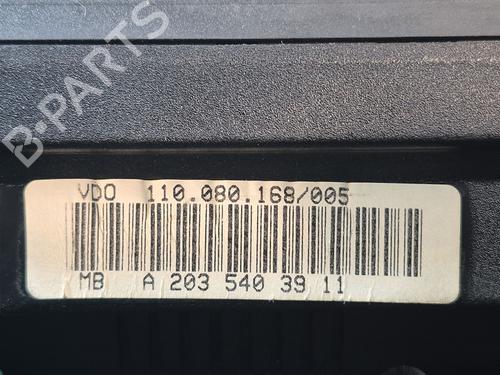 B-PARTS
VDO 110.080.168/005
MB A 203 540 39 11